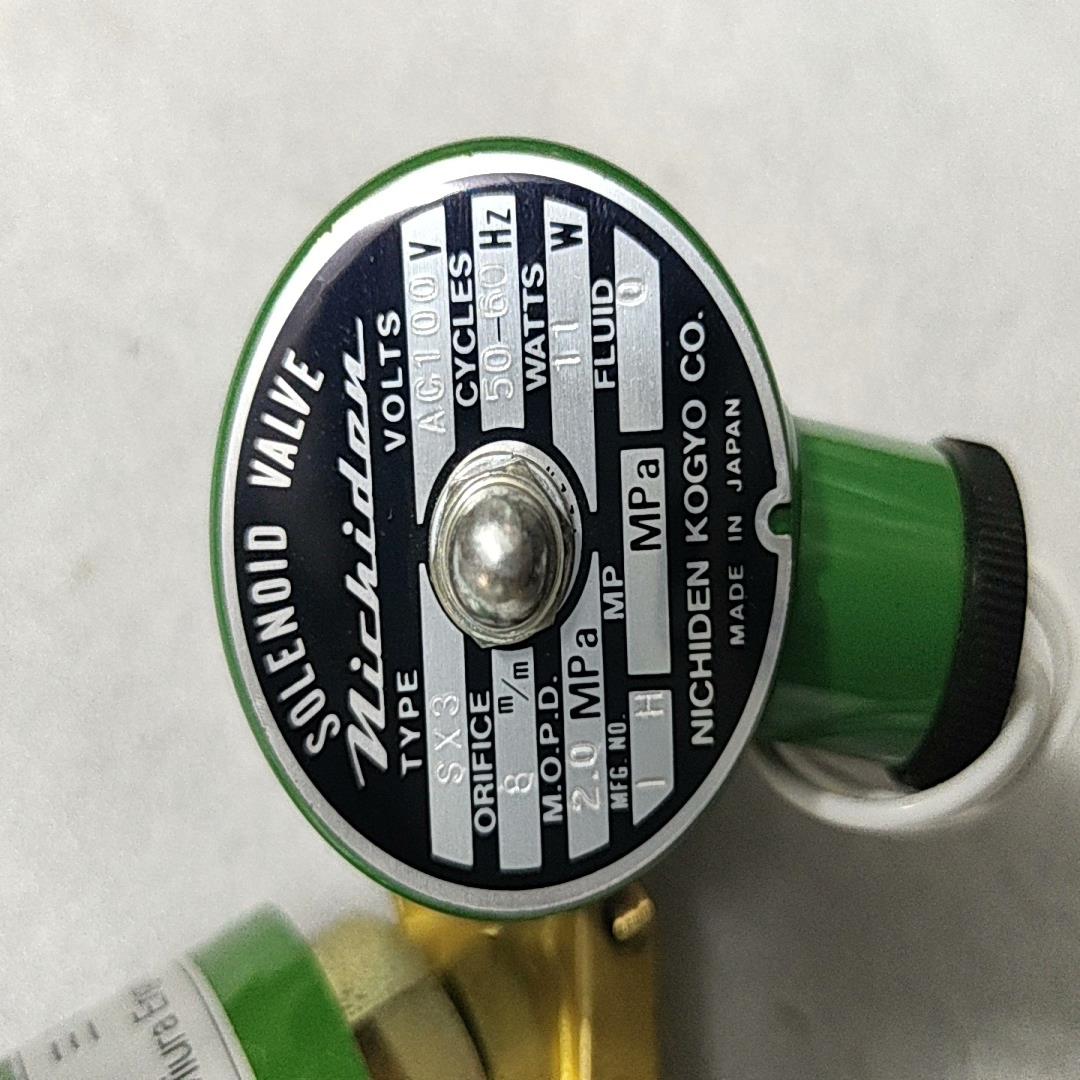 SOLENOID VALVE
Nichiden
TYPE
SX3
VOLTS
AC100 V
ORIFICE
8 m/m
CYCLES
50-60 Hz
M.O.P.D.
2.0 MPa
WATTS
11 W
MFG. NO.
I H
MP
MPa
FLUID
O
NICHIDEN KOGYO CO.
MADE IN JAPAN
Miura